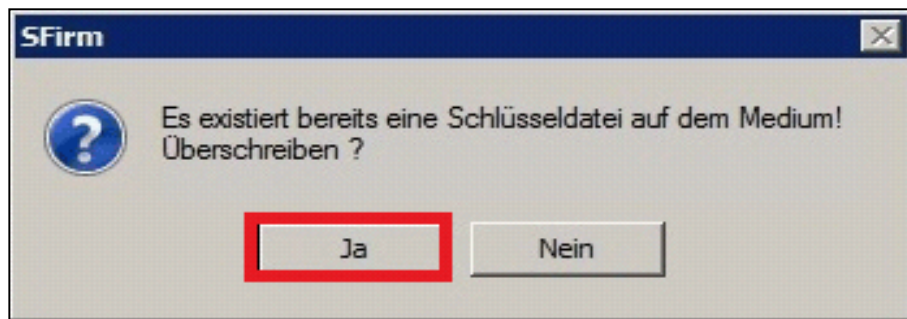 SFirm
Es existiert bereits eine Schlüsseldatei auf dem Medium!
Überschreiben ?
Ja
Nein